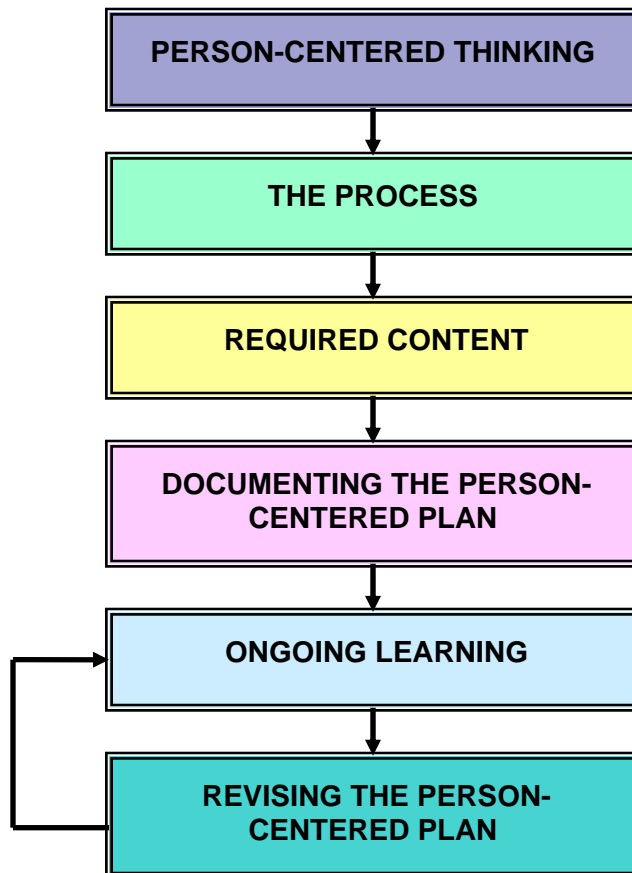 PERSON-CENTERED THINKING
THE PROCESS
REQUIRED CONTENT
DOCUMENTING THE PERSON-
CENTERED PLAN
ONGOING LEARNING
REVISING THE PERSON-
CENTERED PLAN